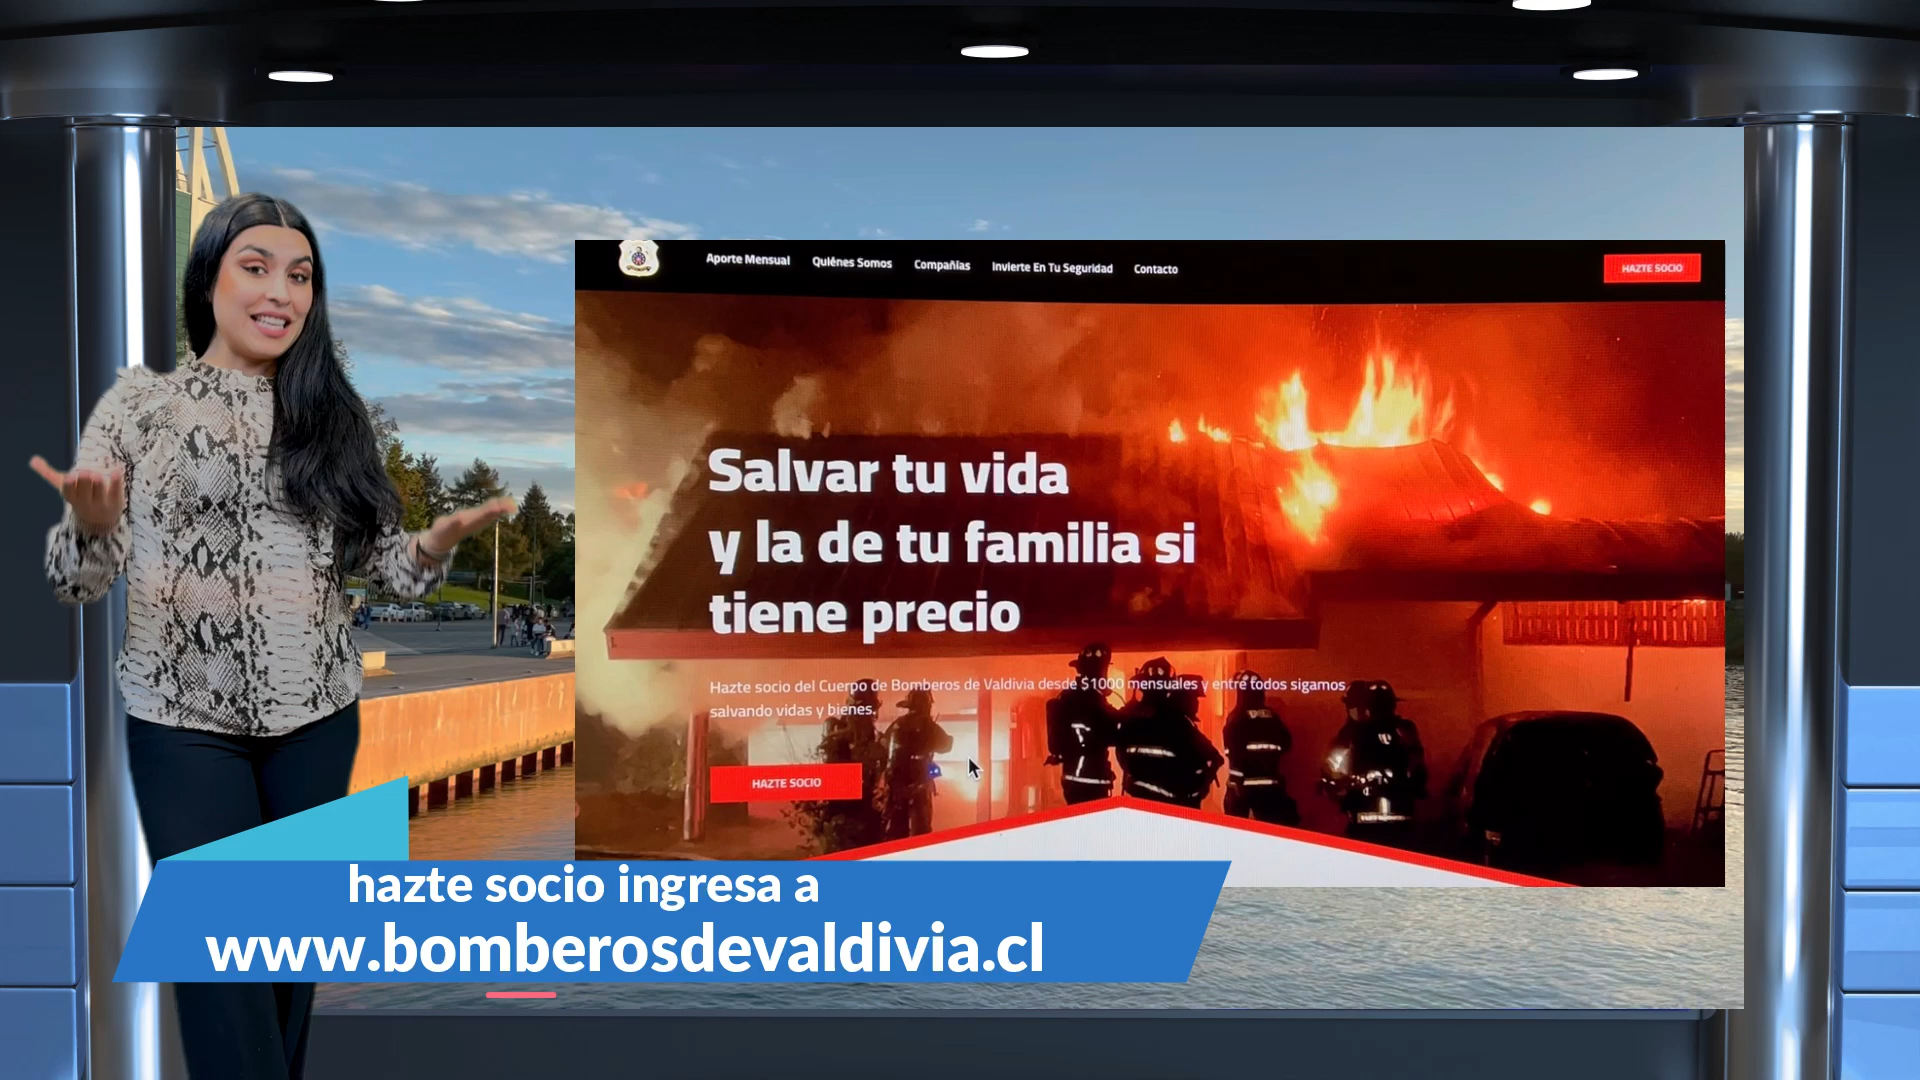 Aporte Mensual Quiénes Somos Compañías Invierte En Tu Seguridad Contacto HAZTE SOCIO
Salvar tu vida
y la de tu familia si
tiene precio
Hazte socio del Cuerpo de Bomberos de Valdivia desde $1000 mensuales y entre todos sigamos
salvando vidas y bienes.
HAZTE SOCIO
hazte socio ingresa a
www.bomberosdevaldivia.cl